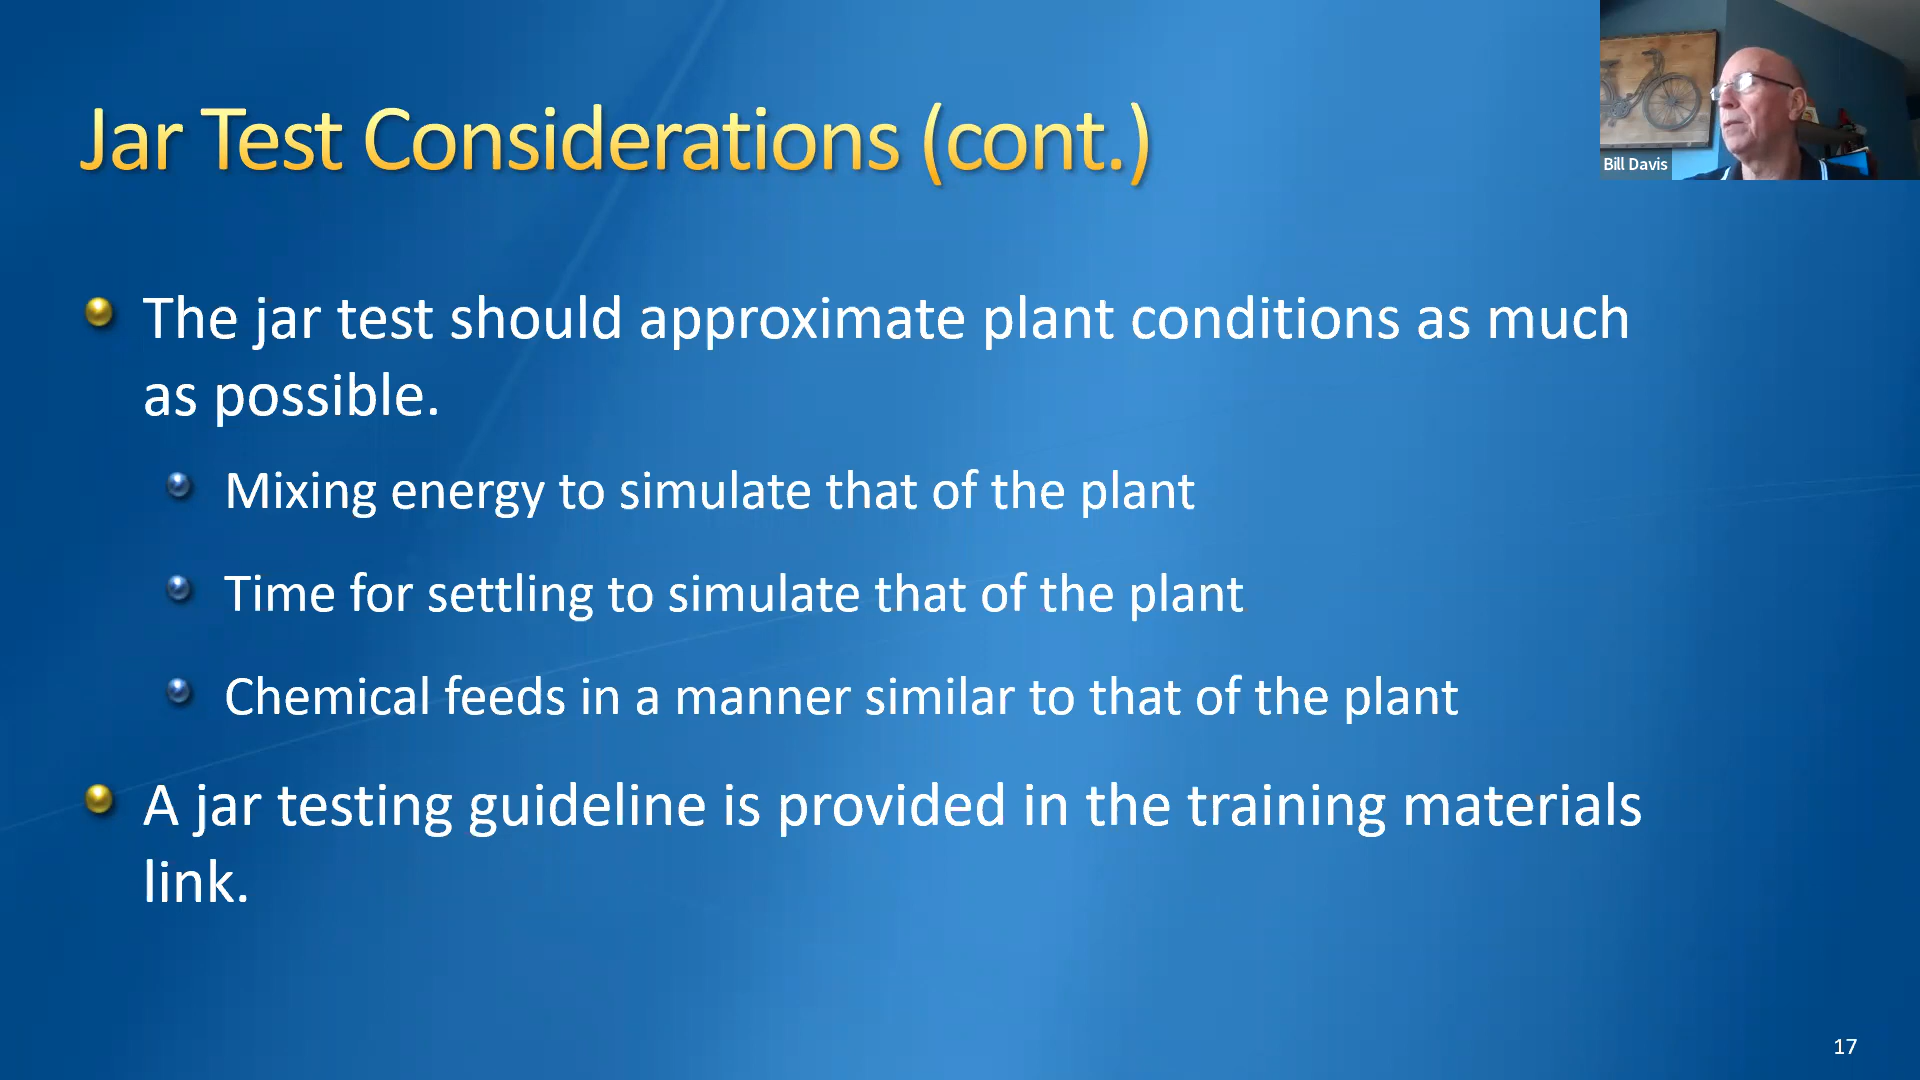 Jar Test Considerations (cont.)
Bill Davis
The jar test should approximate plant conditions as much
as possible.
Mixing energy to simulate that of the plant
Time for settling to simulate that of the plant
Chemical feeds in a manner similar to that of the plant
A jar testing guideline is provided in the training materials
link.
17